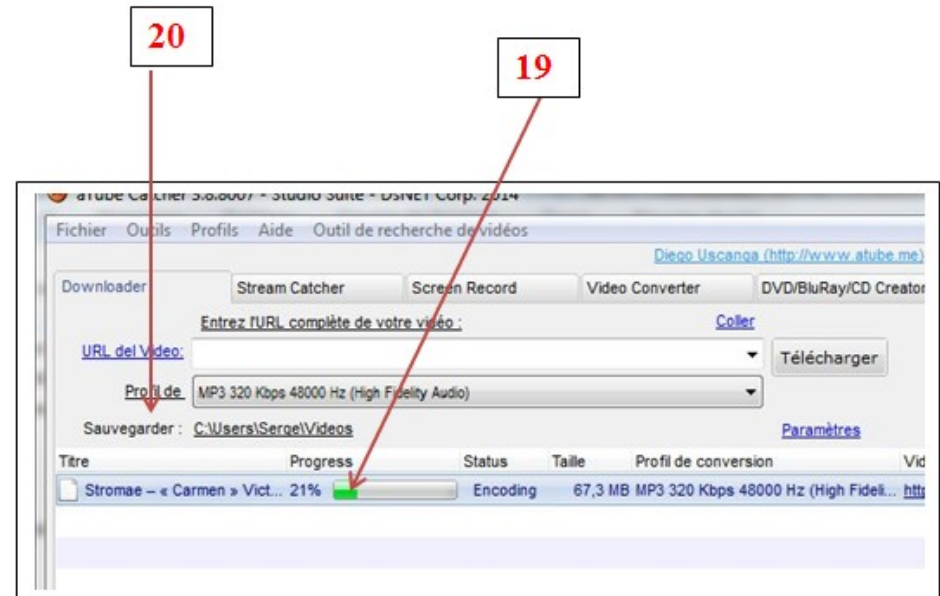 20
19
aTube Catcher 3.8.8007 - Studio Suite - DsNET Corp. 2014
Fichier Outils Profils Aide Outil de recherche de vidéos
Diego Uscanga (http://www.atube.me)
Downloader Stream Catcher Screen Record Video Converter DVD/BluRay/CD Creator
Entrez l'URL complète de votre vidéo : Coller
URL del Video: Télécharger
Profil de MP3 320 Kbps 48000 Hz (High Fidelity Audio)
Sauvegarder : C:\Users\Serge\Videos Paramètres
Titre Progress Status Taille Profil de conversion Vid
Stromae – « Carmen » Vict... 21% Encoding 67,3 MB MP3 320 Kbps 48000 Hz (High Fideli... http